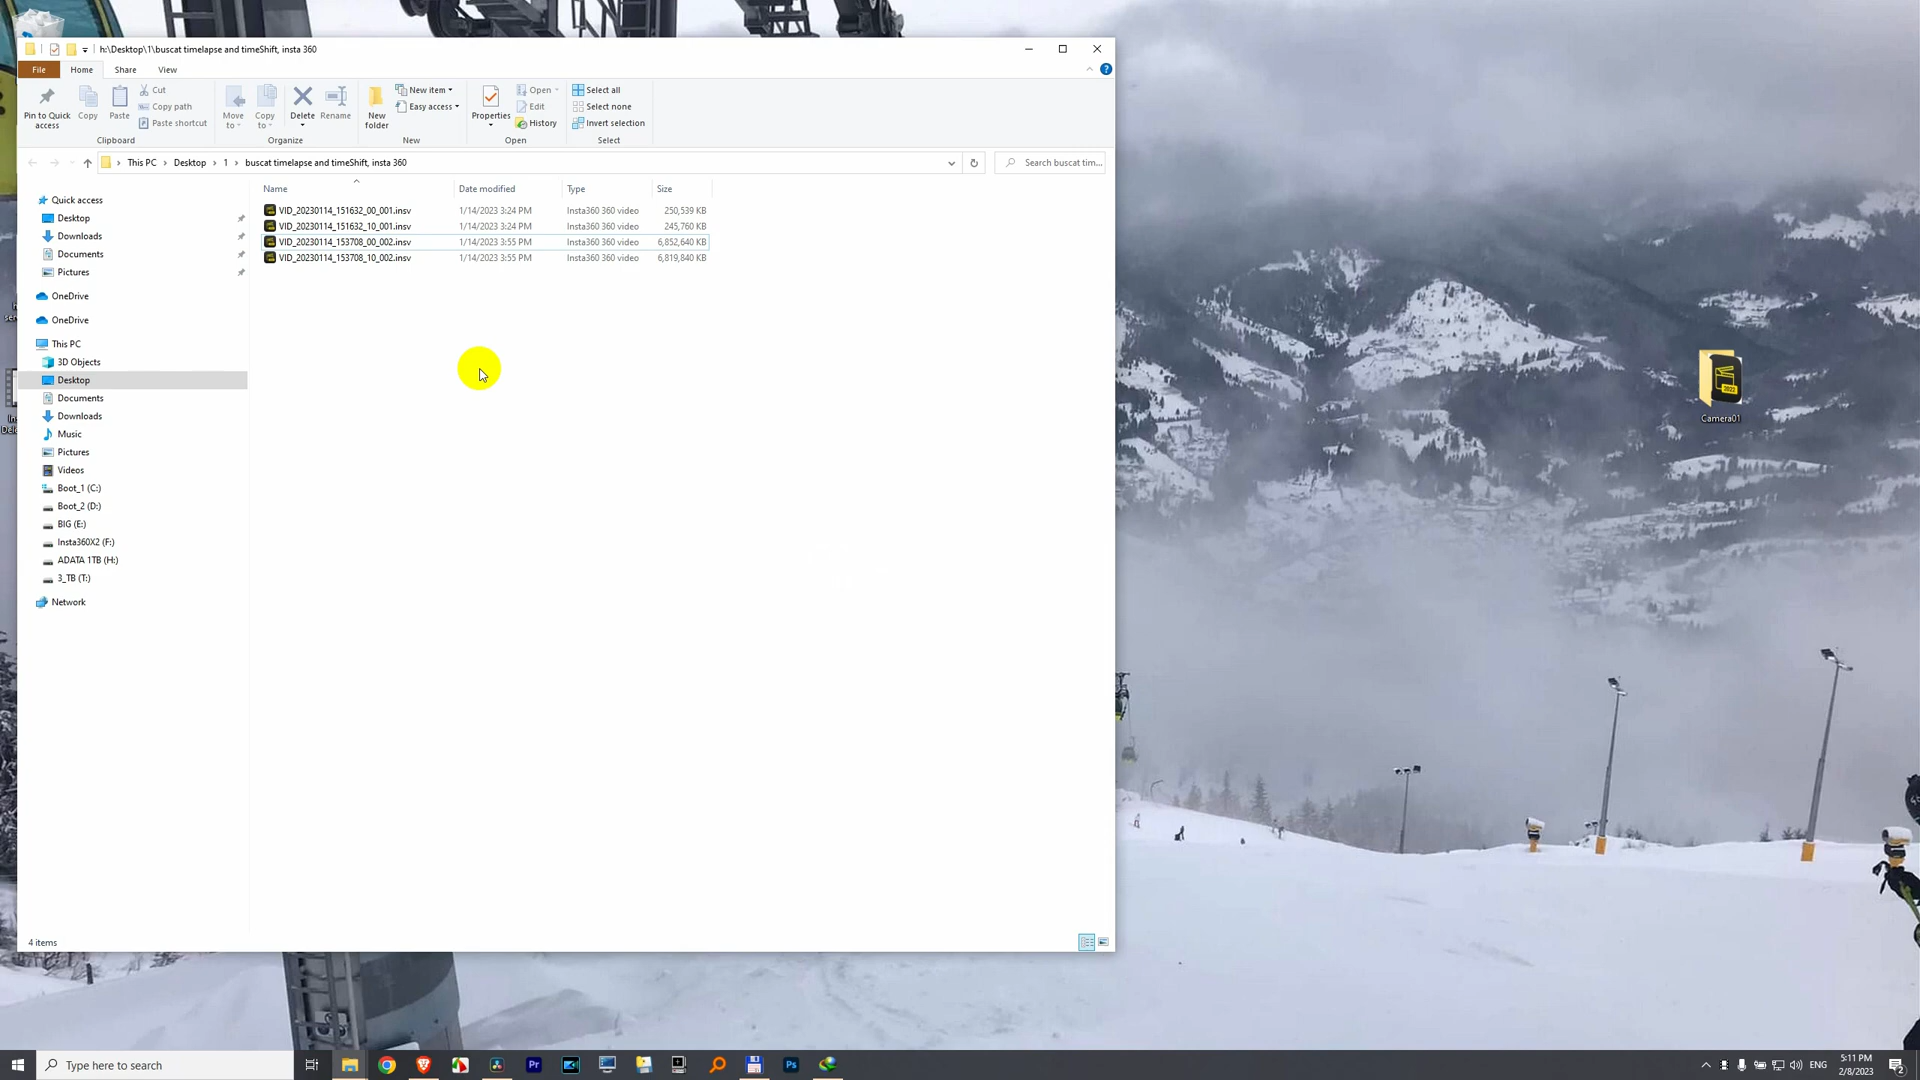 h:\Desktop\1\buscat timelapse and timeShift, insta 360
File Home Share View
Pin to Quick access
Copy
Paste
Cut
Copy path
Paste shortcut
Clipboard
Move to
Copy to
Delete
Rename
Organize
New folder
New item
Easy access
New
Properties
Open
Edit
History
Open
Select all
Select none
Invert selection
Select
This PC > Desktop > 1 > buscat timelapse and timeShift, insta 360
Search buscat tim...
Name Date modified Type Size
VID_20230114_151632_00_001.insv 1/14/2023 3:24 PM Insta360 360 video 250,539 KB
VID_20230114_151632_10_001.insv 1/14/2023 3:24 PM Insta360 360 video 245,760 KB
VID_20230114_153708_00_002.insv 1/14/2023 3:55 PM Insta360 360 video 6,852,640 KB
VID_20230114_153708_10_002.insv 1/14/2023 3:55 PM Insta360 360 video 6,819,840 KB
Quick access
Desktop
Downloads
Documents
Pictures
OneDrive
OneDrive
This PC
3D Objects
Desktop
Documents
Downloads
Music
Pictures
Videos
Boot_1 (C:)
Boot_2 (D:)
BIG (E:)
Insta360X2 (F:)
ADATA 1TB (H:)
3_TB (T:)
Network
4 items
2022
Camera01
Type here to search
Pr
Ps
ENG
5:11 PM
2/8/2023
2